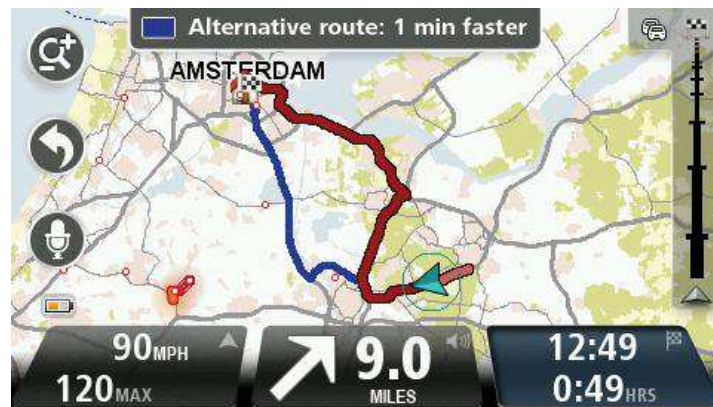 Alternative route: 1 min faster
AMSTERDAM
90MPH
120MAX
9.0
MILES
12:49
0:49HRS